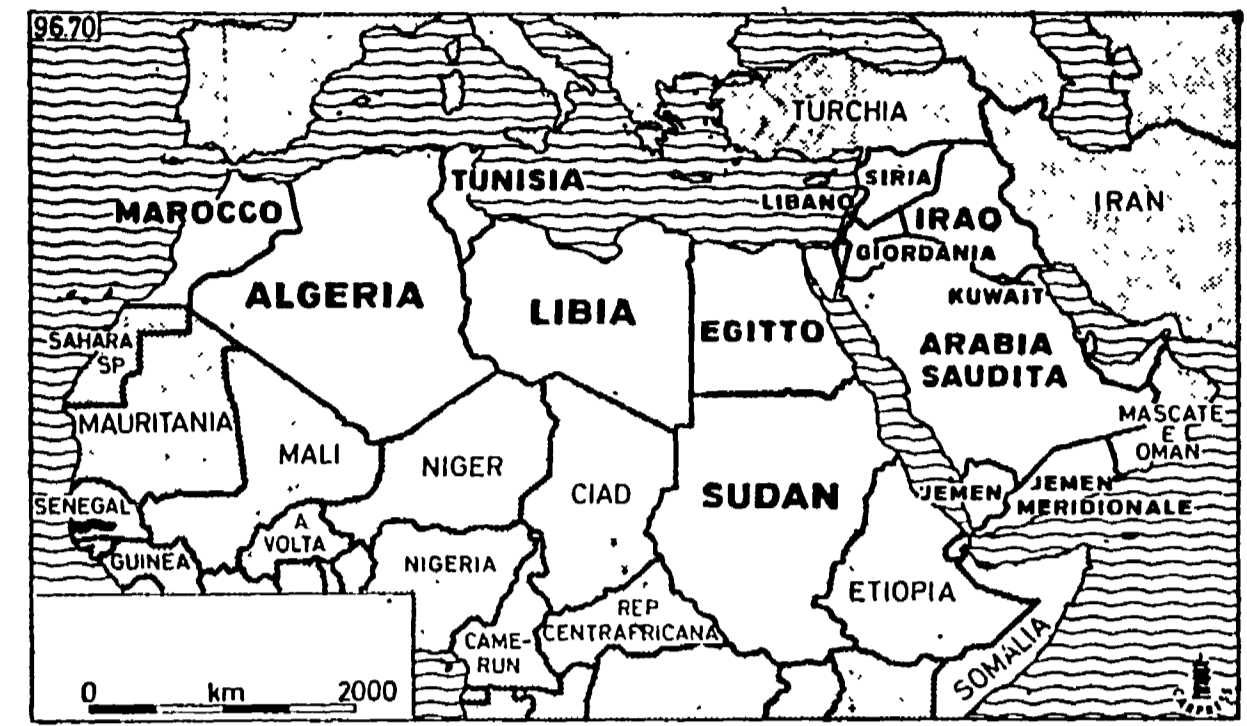 96.70
TURCHIA
TUNISIA
SIRIA
LIBANO
MAROCCO
IRAQ
IRAN
GIORDANIA
ALGERIA
LIBIA
EGITTO
KUWAIT
SAHARA
SP.
ARABIA
SAUDITA
MAURITANIA
MASCATE
E
OMAN
MALI
NIGER
CIAD
SUDAN
JEMEN
JEMEN
MERIDIONALE
SENEGAL
A
VOLTA
GUINEA
NIGERIA
ETIOPIA
REP
CENTRAFRICANA
CAME-
RUN
SOMALIA
0 km 2000
CARPRESS